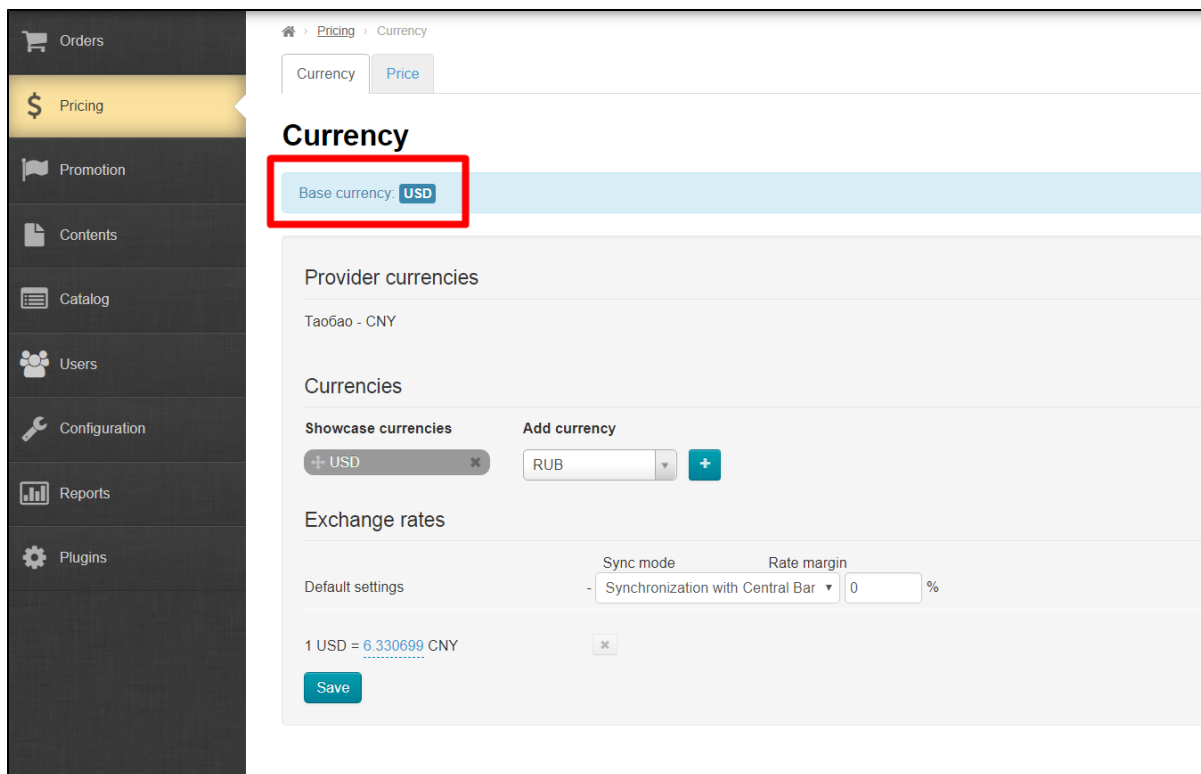 Orders
Pricing
Promotion
Contents
Catalog
Users
Configuration
Reports
Plugins
Pricing Currency
Currency Price
Currency
Base currency: USD
Provider currencies
Таобао - CNY
Currencies
Showcase currencies Add currency
USD RUB +
Exchange rates
Sync mode Rate margin
Default settings - Synchronization with Central Bar 0 %
1 USD = 6.330699 CNY
Save